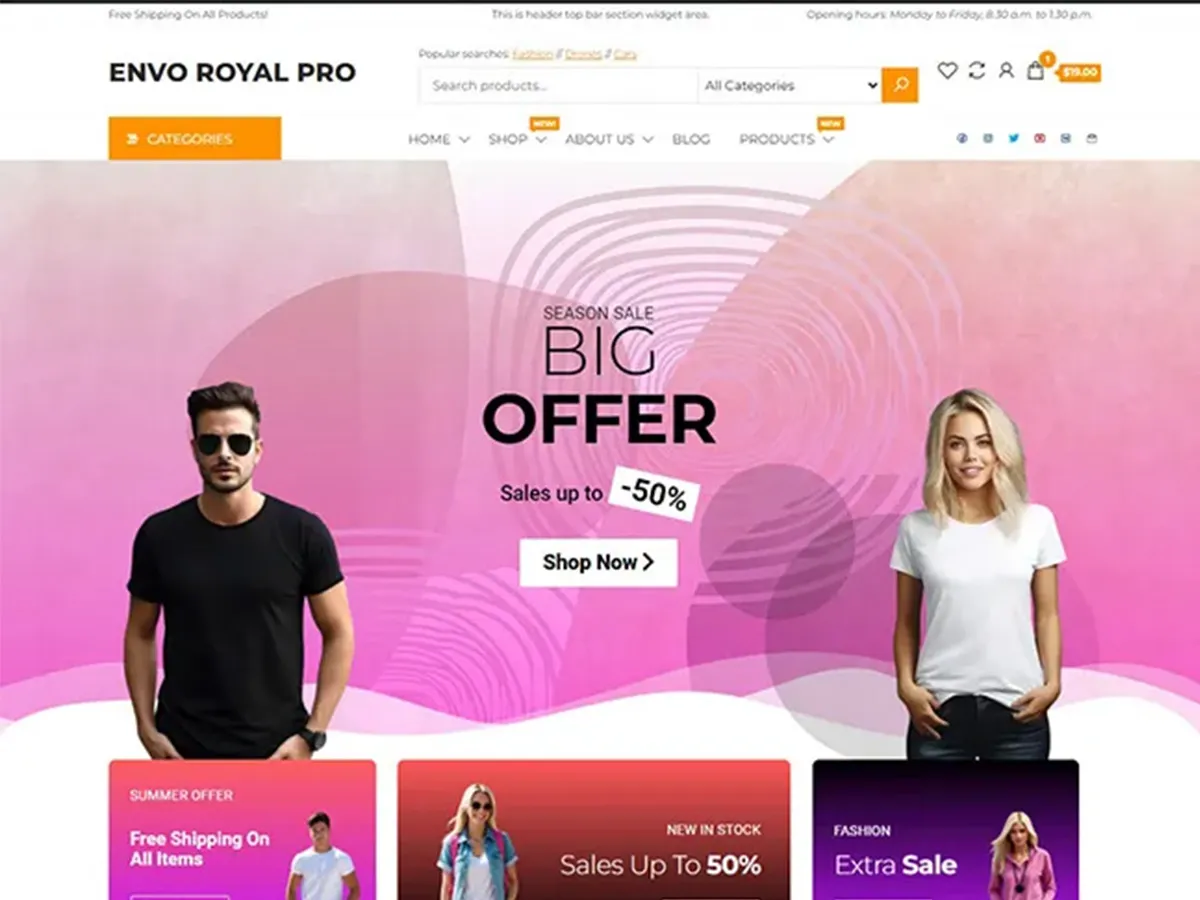 Free Shipping On All Products!
This is header top bar section widget area.
Opening hours: Monday to Friday, 8.30 a.m. to 1.30 p.m.
Popular searches: Fashion // Drones // Cars
ENVO ROYAL PRO
Search products...
All Categories
1
$19.00
CATEGORIES
HOME
SHOP
NEW!
ABOUT US
BLOG
PRODUCTS
NEW
SEASON SALE
BIG
OFFER
Sales up to -50%
Shop Now
SUMMER OFFER
Free Shipping On
All Items
NEW IN STOCK
Sales Up To 50%
FASHION
Extra Sale